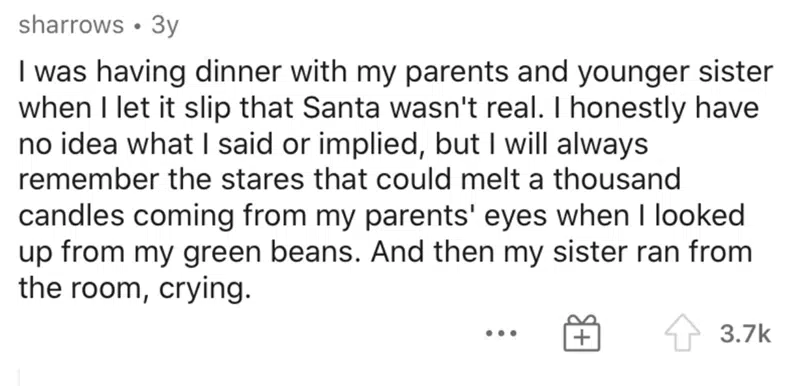 sharrows • 3y
I was having dinner with my parents and younger sister
when I let it slip that Santa wasn't real. I honestly have
no idea what I said or implied, but I will always
remember the stares that could melt a thousand
candles coming from my parents' eyes when I looked
up from my green beans. And then my sister ran from
the room, crying.
••• 3.7k